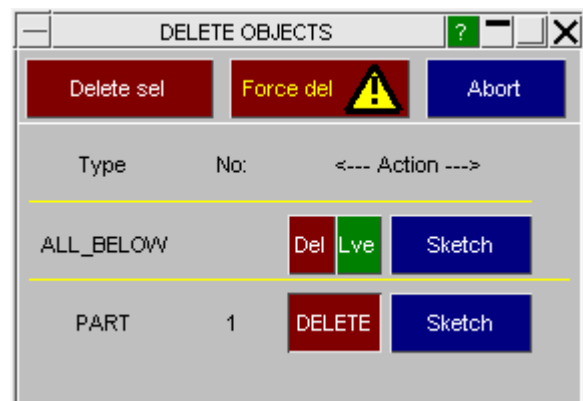 DELETE OBJECTS ?
Delete sel Force del Abort
Type No: <--- Action --->
ALL_BELOW Del Lve Sketch
PART 1 DELETE Sketch